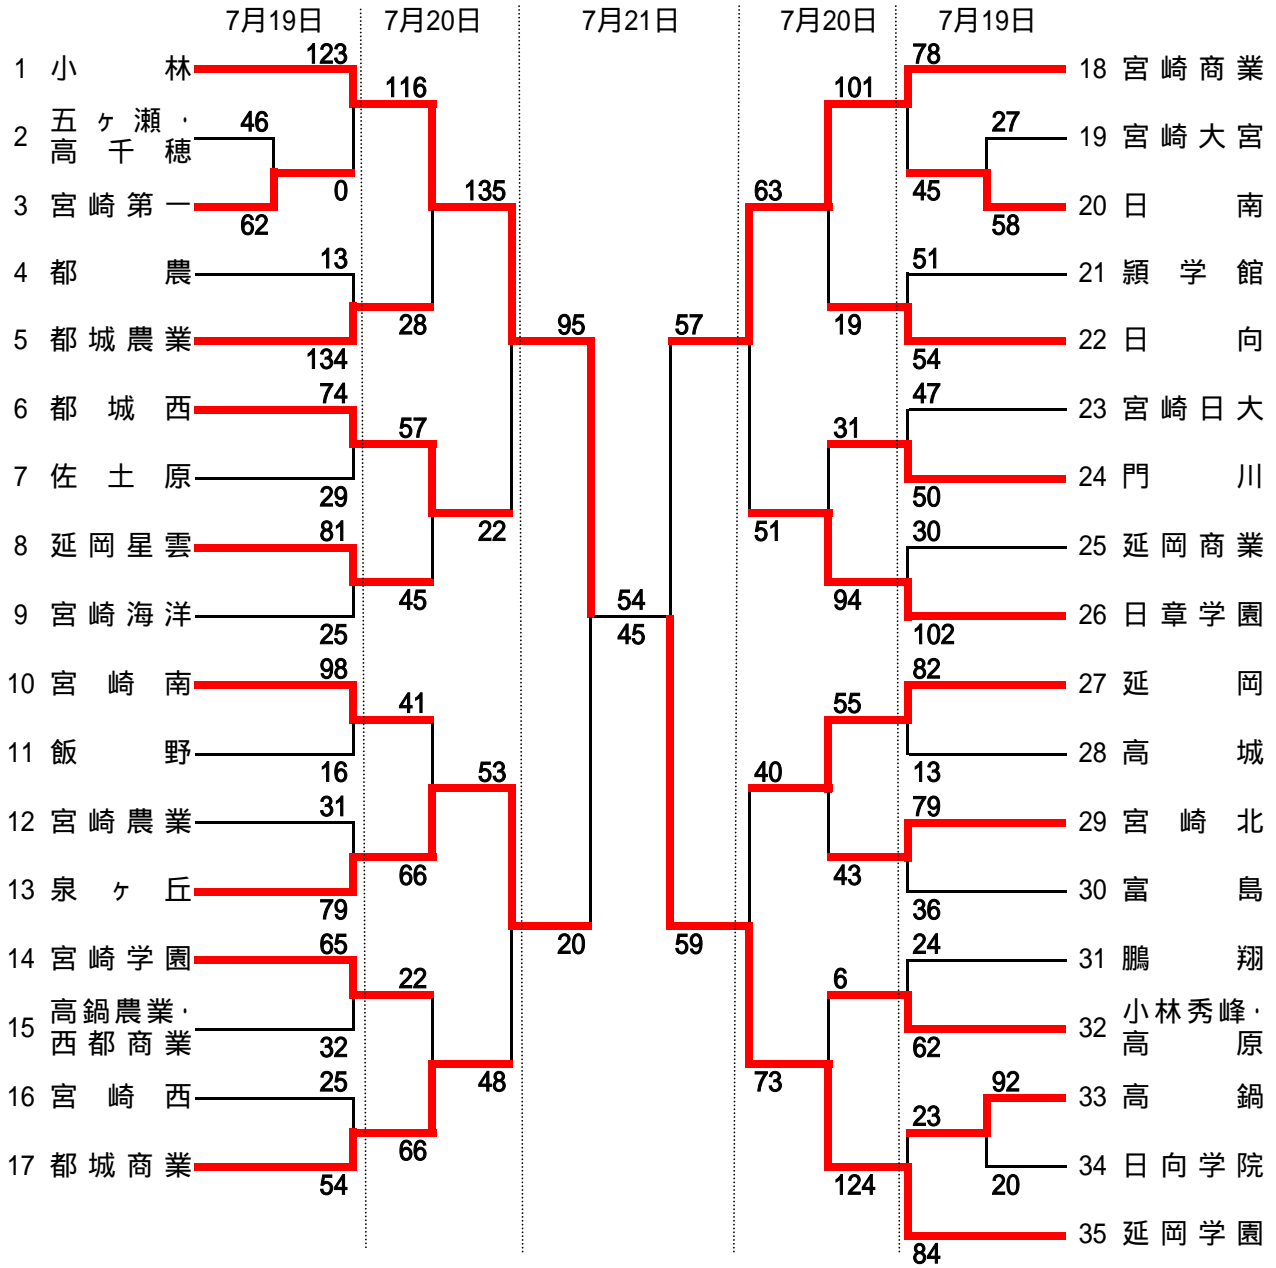 7月19日 7月20日 7月21日 7月20日 7月19日
1 小林 123
116
2 五ヶ瀬・
高千穂 46
0
3 宮崎第一 62
135
4 都農 13
28
5 都城農業 134
95
6 都城西 74
57
7 佐土原 29
22
8 延岡星雲 81
45
9 宮崎海洋 25
54
45
10 宮崎南 98
41
11 飯野 16
53
12 宮崎農業 31
66
13 泉ヶ丘 79
20
14 宮崎学園 65
22
15 高鍋農業・
西都商業 32
48
16 宮崎西 25
66
17 都城商業 54
78 18 宮崎商業
101
27 19 宮崎大宮
45
58 20 日南
63
51 21 頴学館
19
54 22 日向
57
47 23 宮崎日大
31
50 24 門川
51
30 25 延岡商業
94
102 26 日章学園
82 27 延岡
55
13 28 高城
40
79 29 宮崎北
43
36 30 富島
59
24 31 鵬翔
6
62 32 小林秀峰・
高原
73
92 33 高鍋
23
20 34 日向学院
124
84 35 延岡学園